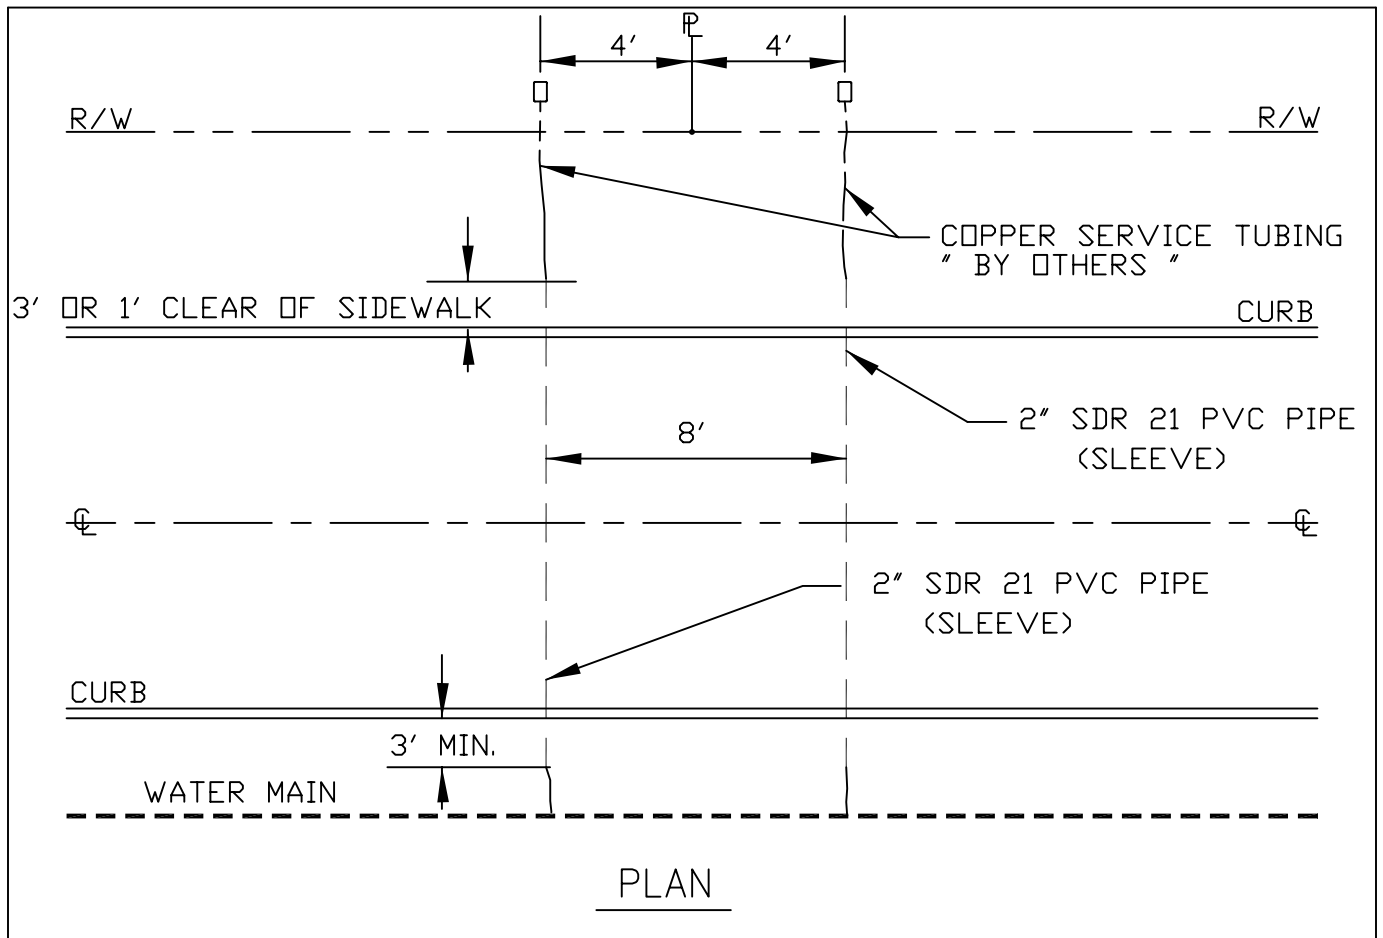 ℄
4' 4'
R/W R/W
COPPER SERVICE TUBING
" BY OTHERS "
3' OR 1' CLEAR OF SIDEWALK
CURB
2" SDR 21 PVC PIPE
(SLEEVE)
8'
℄ ℄
2" SDR 21 PVC PIPE
(SLEEVE)
CURB
3' MIN.
WATER MAIN
PLAN